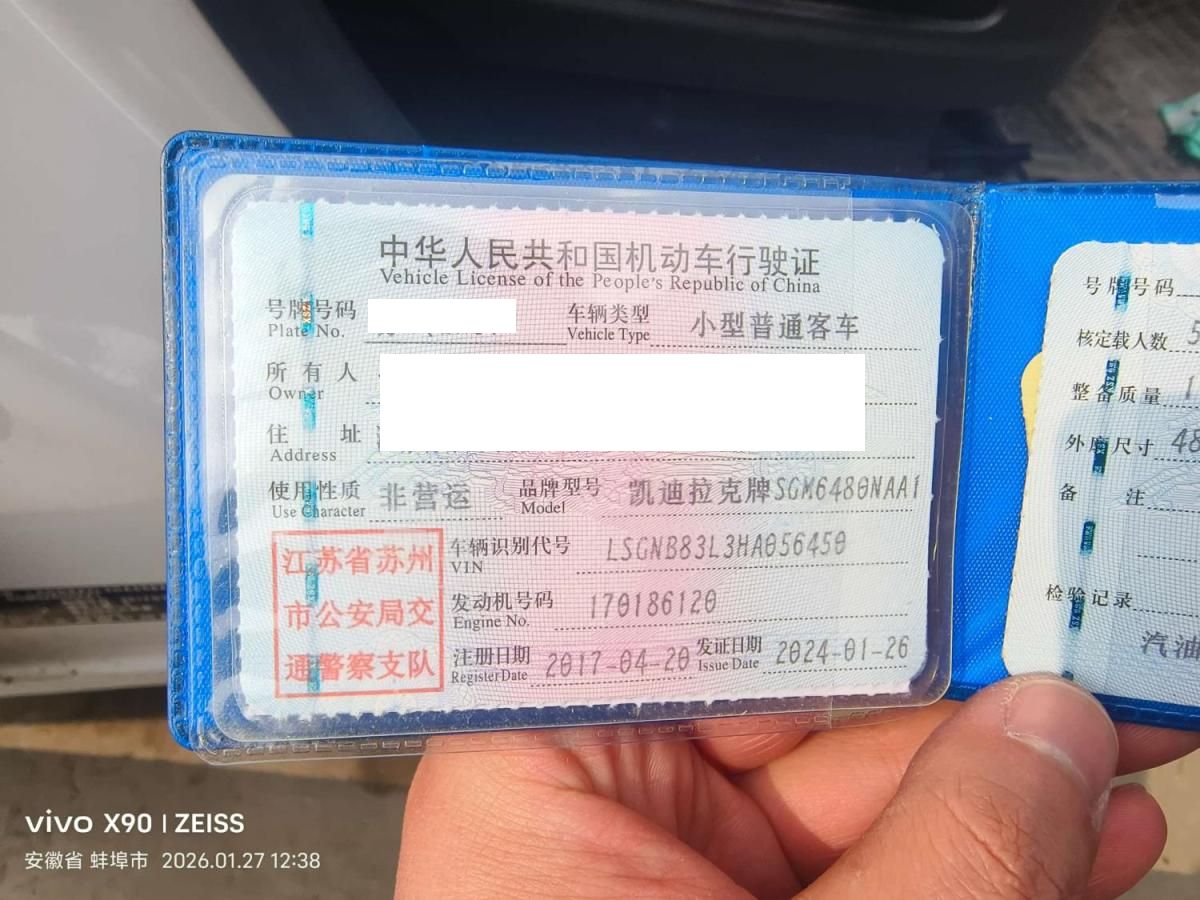 中华人民共和国机动车行驶证
Vehicle License of the People's Republic of China
号牌号码
Plate No.
车辆类型 小型普通客车
Vehicle Type
所有人
Owner
住址
Address
使用性质 非营运
Use Character
品牌型号 凯迪拉克牌SGM6480NAA1
Model
江苏省苏州
市公安局交
通警察支队
车辆识别代号 LSGNB83L3HA056450
VIN
发动机号码 170186120
Engine No.
注册日期 2017-04-20
Register Date
发证日期 2024-01-26
Issue Date
号牌号码
核定载人数
整备质量
外廓尺寸 48
备注
检验记录
汽油
vivo X90 | ZEISS
安徽省 蚌埠市 2026.01.27 12:38